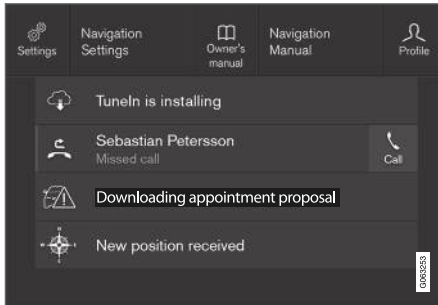 Settings
Navigation
Settings
Owner's
manual
Navigation
Manual
Profile
TuneIn is installing
Sebastian Petersson
Missed call
Call
Downloading appointment proposal
New position received
G063253